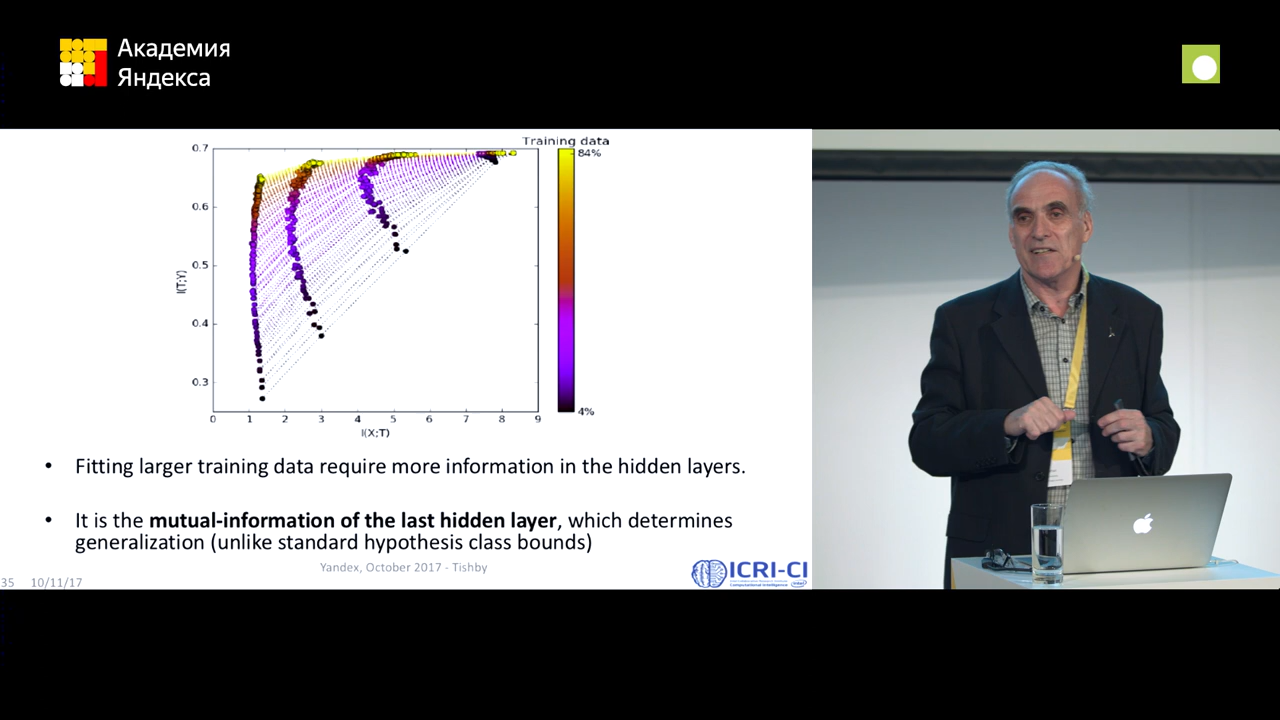 Академия
Яндекса
Training data
84%
4%
0.7
0.6
0.5
0.4
0.3
I(T;Y)
0 1 2 3 4 5 6 7 8 9
I(X;T)
• Fitting larger training data require more information in the hidden layers.
• It is the mutual-information of the last hidden layer, which determines
generalization (unlike standard hypothesis class bounds)
35 10/11/17
Yandex, October 2017 - Tishby
ICRI-CI